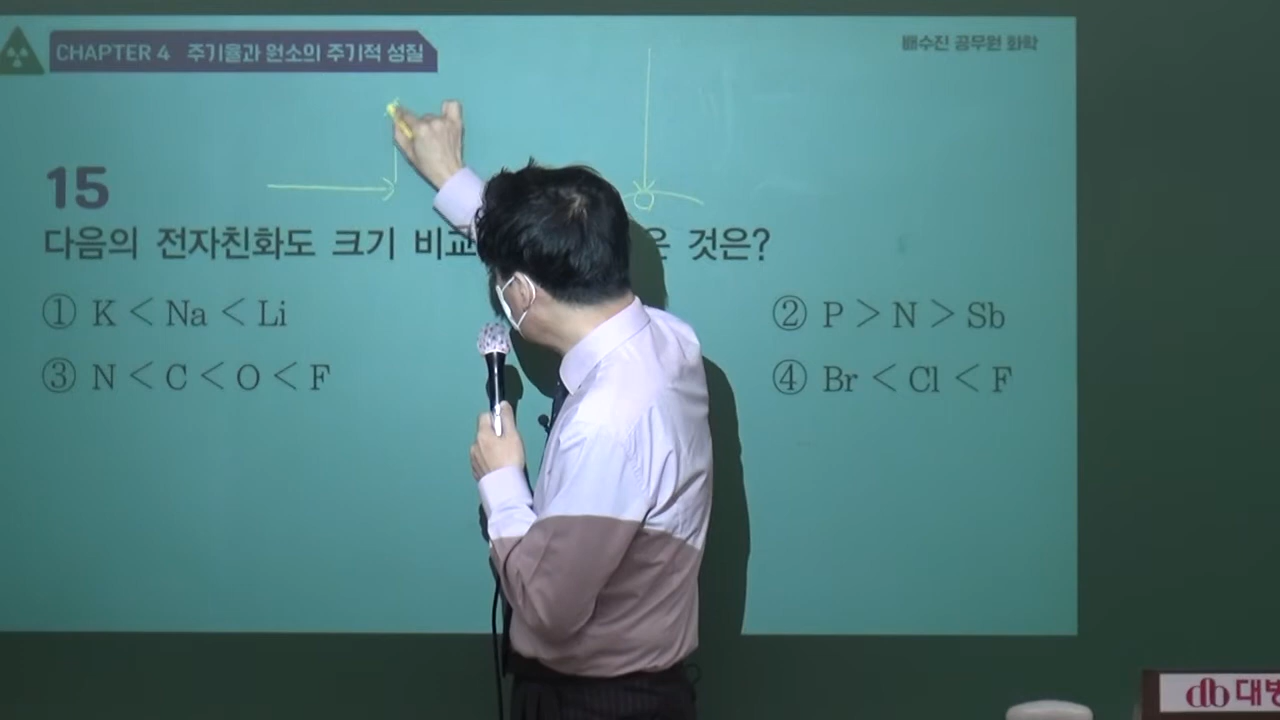 CHAPTER 4 주기율과 원소의 주기적 성질
배수진 공무원 화학
15
다음의 전자친화도 크기 비교 것은?
① K < Na < Li
② P > N > Sb
③ N < C < O < F
④ Br < Cl < F
db 대방